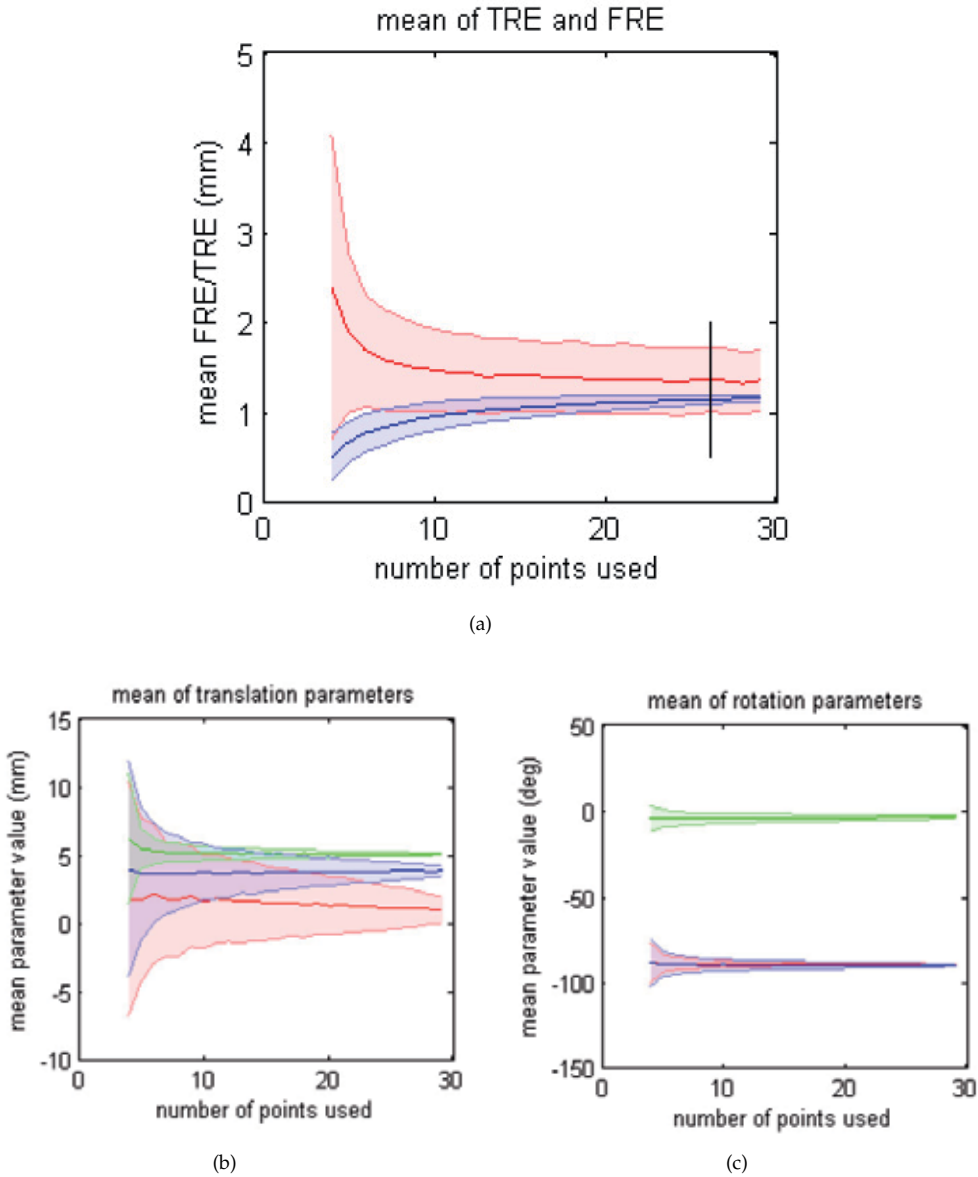 mean of TRE and FRE
5
4
3
2
1
0
mean FRE/TRE (mm)
0 10 20 30
number of points used
(a)
mean of translation parameters
15
10
5
0
-5
-10
mean parameter value (mm)
0 10 20 30
number of points used
(b)
mean of rotation parameters
50
0
-50
-100
-150
mean parameter value (deg)
0 10 20 30
number of points used
(c)